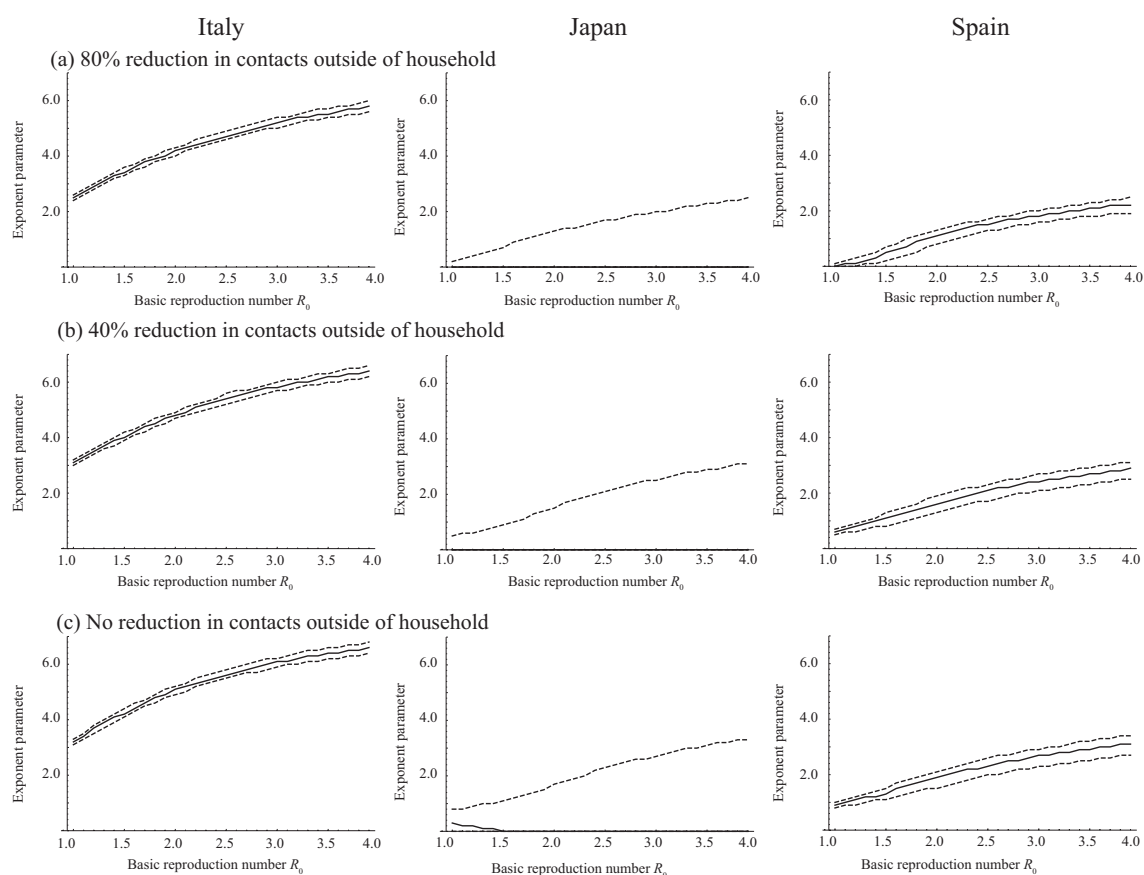 Italy Japan Spain
(a) 80% reduction in contacts outside of household
Exponent parameter
6.0
4.0
2.0
1.0 1.5 2.0 2.5 3.0 3.5 4.0
Basic reproduction number R0
Exponent parameter
6.0
4.0
2.0
1.0 1.5 2.0 2.5 3.0 3.5 4.0
Basic reproduction number R0
Exponent parameter
6.0
4.0
2.0
1.0 1.5 2.0 2.5 3.0 3.5 4.0
Basic reproduction number R0
(b) 40% reduction in contacts outside of household
Exponent parameter
6.0
4.0
2.0
1.0 1.5 2.0 2.5 3.0 3.5 4.0
Basic reproduction number R0
Exponent parameter
6.0
4.0
2.0
1.0 1.5 2.0 2.5 3.0 3.5 4.0
Basic reproduction number R0
Exponent parameter
6.0
4.0
2.0
1.0 1.5 2.0 2.5 3.0 3.5 4.0
Basic reproduction number R0
(c) No reduction in contacts outside of household
Exponent parameter
6.0
4.0
2.0
1.0 1.5 2.0 2.5 3.0 3.5 4.0
Basic reproduction number R0
Exponent parameter
6.0
4.0
2.0
1.0 1.5 2.0 2.5 3.0 3.5 4.0
Basic reproduction number R0
Exponent parameter
6.0
4.0
2.0
1.0 1.5 2.0 2.5 3.0 3.5 4.0
Basic reproduction number R0